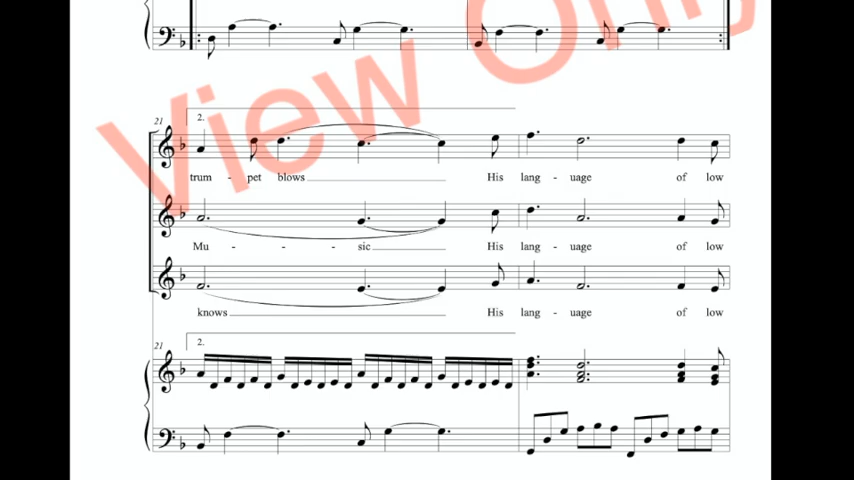 View Only
21
2.
trum - pet blows His lang - uage of low
Mu - - - sic His lang - uage of low
knows His lang - uage of low
21
2.